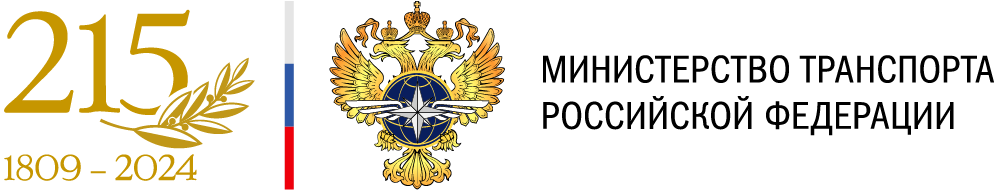 215
1809 – 2024
МИНИСТЕРСТВО ТРАНСПОРТА
РОССИЙСКОЙ ФЕДЕРАЦИИ